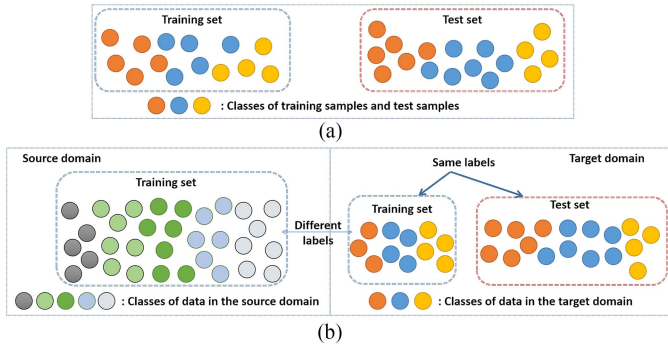 Training set
Test set
: Classes of training samples and test samples
(a)
Source domain
Same labels
Target domain
Training set
Different
labels
Training set
Test set
: Classes of data in the source domain
: Classes of data in the target domain
(b)